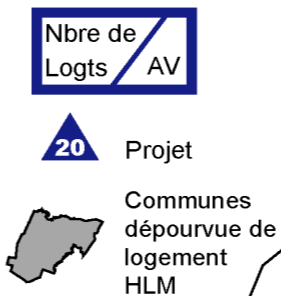 Nbre de
Logts / AV
20 Projet
Communes
dépourvue de
logement
HLM